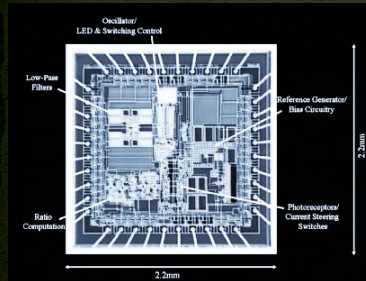 Oscillator/
LED & Switching Control
Low-Pass
Filters
Reference Generator/
Bias Circuitry
2.2mm
Ratio
Computation
Photoreceptors/
Current Steering
Switches
2.2mm